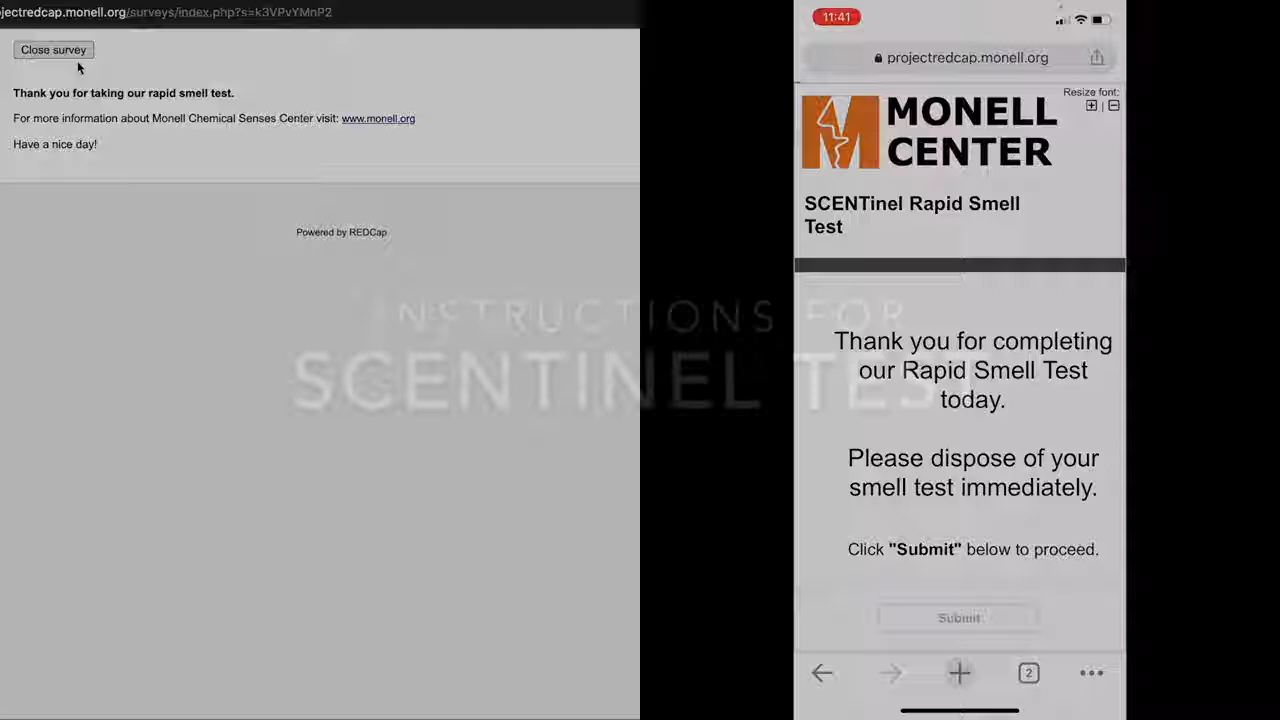 jectredcap.monell.org/surveys/index.php?s=k3VPvYMnP2
Close survey
Thank you for taking our rapid smell test.
For more information about Monell Chemical Senses Center visit: www.monell.org
Have a nice day!
Powered by REDCap
11:41
projectredcap.monell.org
Resize font:
MONELL
CENTER
SCENTinel Rapid Smell
Test
INSTRUCTIONS FOR
SCENTINEL TEST
Thank you for completing
our Rapid Smell Test
today.
Please dispose of your
smell test immediately.
Click "Submit" below to proceed.
Submit
2